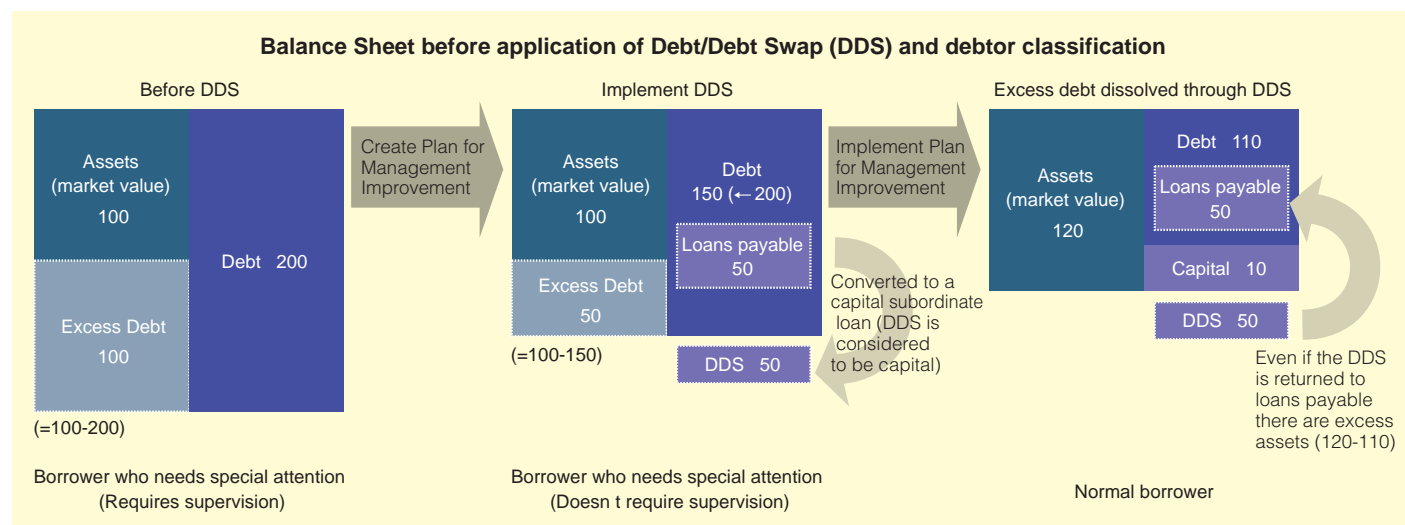 Balance Sheet before application of Debt/Debt Swap (DDS) and debtor classification
Before DDS
Assets
(market value)
100
Excess Debt
100
Debt 200
(=100-200)
Borrower who needs special attention
(Requires supervision)
Create Plan for
Management
Improvement
Implement DDS
Assets
(market value)
100
Excess Debt
50
(=100-150)
Debt
150 (←200)
Loans payable
50
DDS 50
Converted to a
capital subordinate
loan (DDS is
considered
to be capital)
Borrower who needs special attention
(Doesn t require supervision)
Implement Plan
for Management
Improvement
Excess debt dissolved through DDS
Assets
(market value)
120
Debt 110
Loans payable
50
Capital 10
DDS 50
Even if the DDS
is returned to
loans payable
there are excess
assets (120-110)
Normal borrower